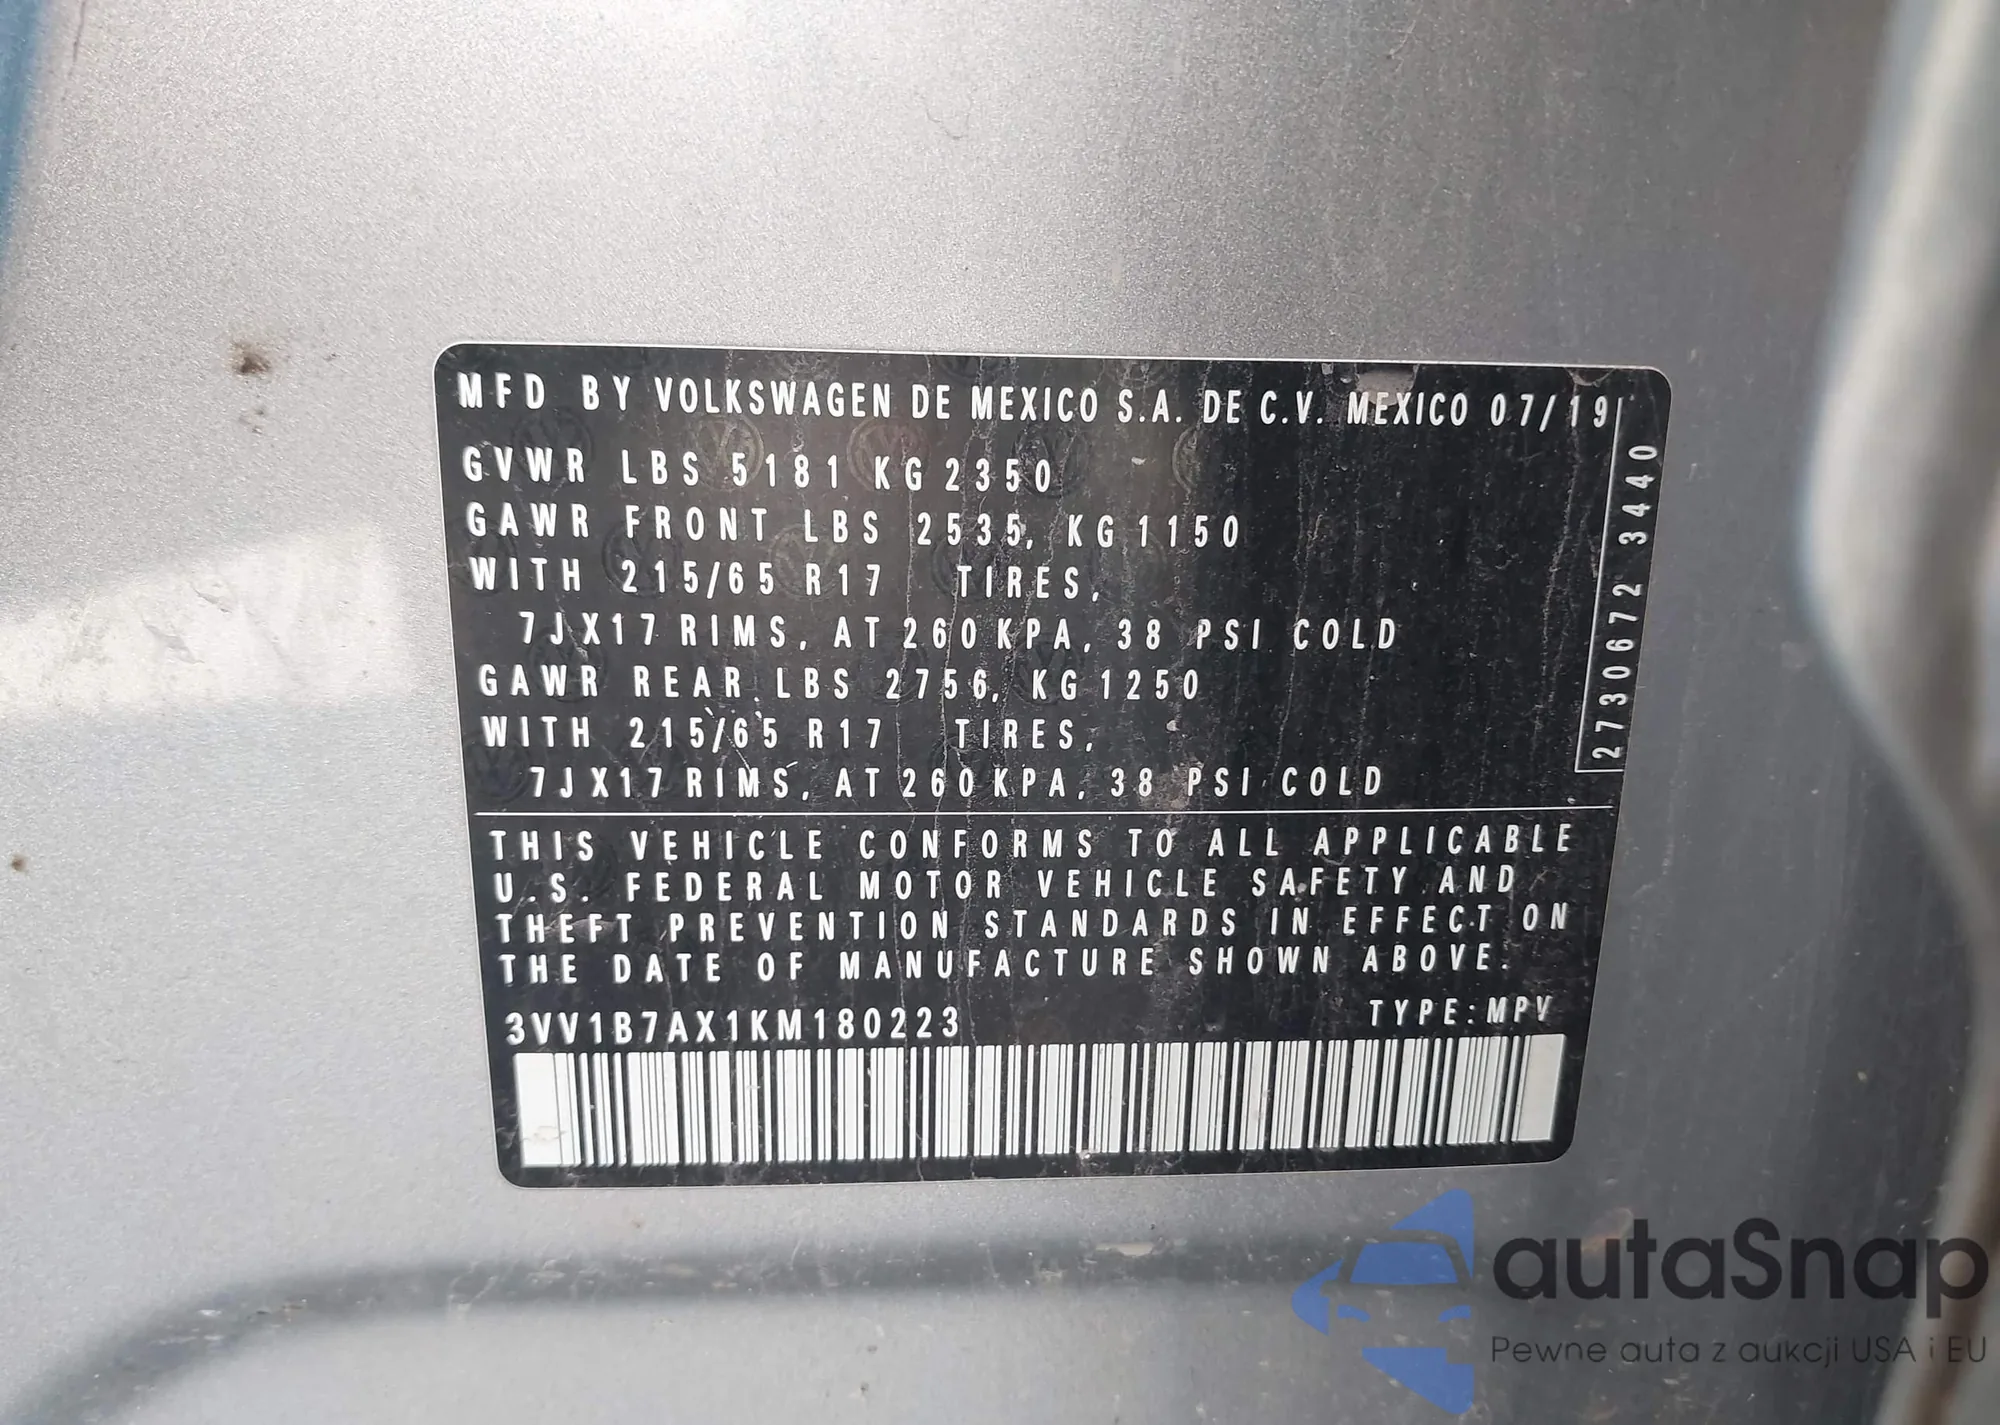 MFD BY VOLKSWAGEN DE MEXICO S.A. DE C.V. MEXICO 07/19
GVWR LBS 5181 KG 2350
GAWR FRONT LBS 2535, KG 1150
WITH 215/65 R17 TIRES,
7JX17 RIMS, AT 260 KPA, 38 PSI COLD
GAWR REAR LBS 2756, KG 1250
WITH 215/65 R17 TIRES,
7JX17 RIMS, AT 260 KPA, 38 PSI COLD
2730672 3440
THIS VEHICLE CONFORMS TO ALL APPLICABLE
U.S. FEDERAL MOTOR VEHICLE SAFETY AND
THEFT PREVENTION STANDARDS IN EFFECT ON
THE DATE OF MANUFACTURE SHOWN ABOVE.
3VV1B7AX1KM180223
TYPE: MPV
autaSnap
Pewne auta z aukcji USA i EU